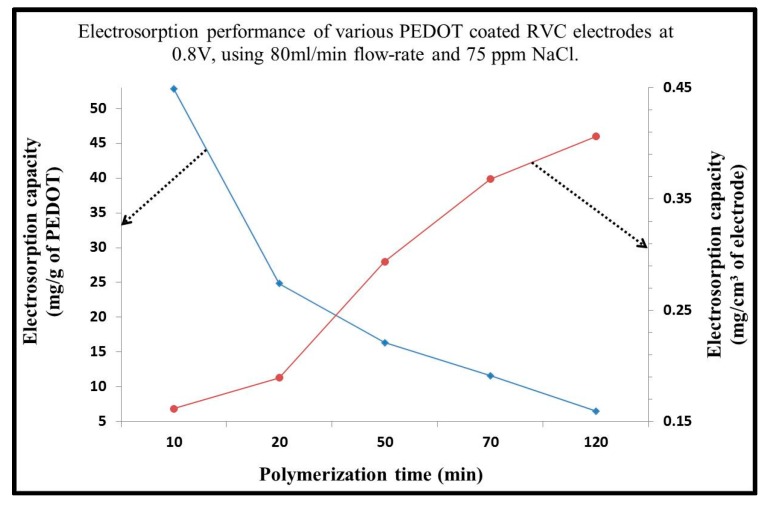 Electrosorption performance of various PEDOT coated RVC electrodes at
0.8V, using 80ml/min flow-rate and 75 ppm NaCl.
Electrosorption capacity
(mg/g of PEDOT)
50
45
40
35
30
25
20
15
10
5
0.45
0.35
0.25
0.15
Electrosorption capacity
(mg/cm³ of electrode)
10 20 50 70 120
Polymerization time (min)